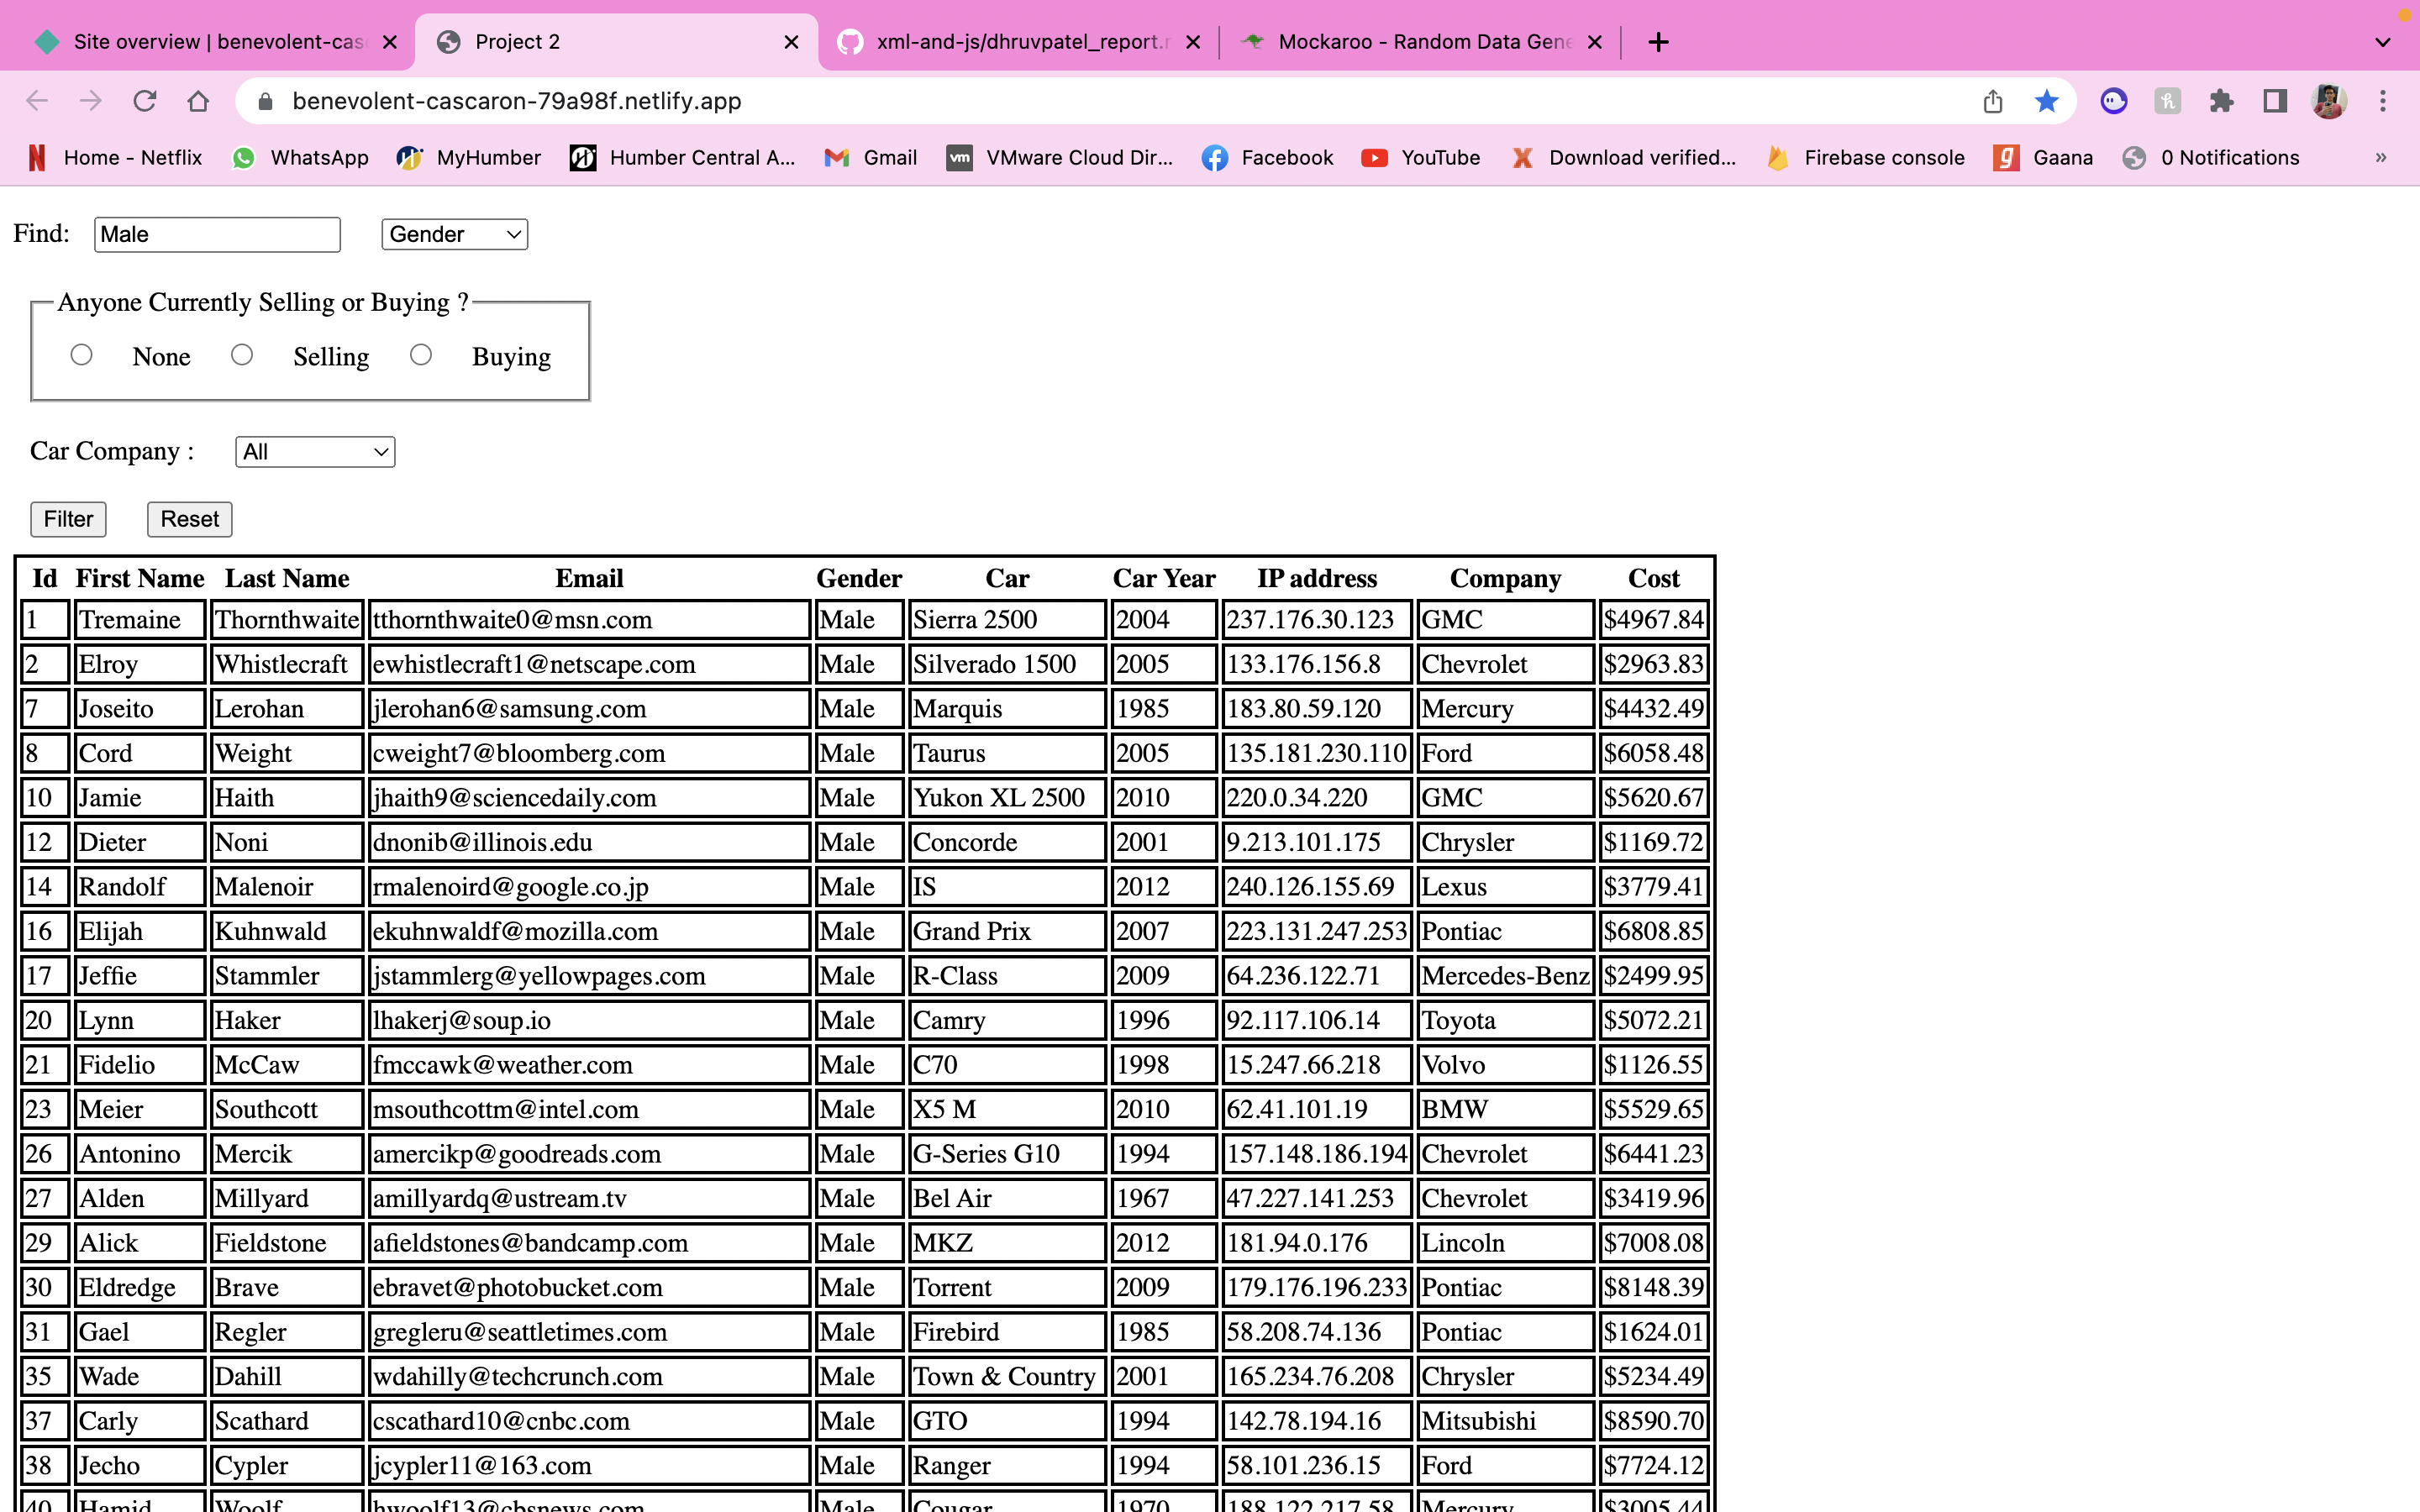 Site overview | benevolent-cas
Project 2
xml-and-js/dhruvpatel_report.r
Mockaroo - Random Data Gene
benevolent-cascaron-79a98f.netlify.app
Home - Netflix WhatsApp MyHumber Humber Central A... Gmail VMware Cloud Dir... Facebook YouTube Download verified... Firebase console Gaana 0 Notifications »
Find: Male Gender
Anyone Currently Selling or Buying ?
None Selling Buying
Car Company : All
Filter Reset
Id First Name Last Name Email Gender Car Car Year IP address Company Cost
1 Tremaine Thornthwaite tthornthwaite0@msn.com Male Sierra 2500 2004 237.176.30.123 GMC $4967.84
2 Elroy Whistlecraft ewhistlecraft1@netscape.com Male Silverado 1500 2005 133.176.156.8 Chevrolet $2963.83
7 Joseito Lerohan jlerohan6@samsung.com Male Marquis 1985 183.80.59.120 Mercury $4432.49
8 Cord Weight cweight7@bloomberg.com Male Taurus 2005 135.181.230.110 Ford $6058.48
10 Jamie Haith jhaith9@sciencedaily.com Male Yukon XL 2500 2010 220.0.34.220 GMC $5620.67
12 Dieter Noni dnonib@illinois.edu Male Concorde 2001 9.213.101.175 Chrysler $1169.72
14 Randolf Malenoir rmalenoird@google.co.jp Male IS 2012 240.126.155.69 Lexus $3779.41
16 Elijah Kuhnwald ekuhnwaldf@mozilla.com Male Grand Prix 2007 223.131.247.253 Pontiac $6808.85
17 Jeffie Stammler jstammlerg@yellowpages.com Male R-Class 2009 64.236.122.71 Mercedes-Benz $2499.95
20 Lynn Haker lhakerj@soup.io Male Camry 1996 92.117.106.14 Toyota $5072.21
21 Fidelio McCaw fmccawk@weather.com Male C70 1998 15.247.66.218 Volvo $1126.55
23 Meier Southcott msouthcottm@intel.com Male X5 M 2010 62.41.101.19 BMW $5529.65
26 Antonino Mercik amercikp@goodreads.com Male G-Series G10 1994 157.148.186.194 Chevrolet $6441.23
27 Alden Millyard amillyardq@ustream.tv Male Bel Air 1967 47.227.141.253 Chevrolet $3419.96
29 Alick Fieldstone afieldstones@bandcamp.com Male MKZ 2012 181.94.0.176 Lincoln $7008.08
30 Eldredge Brave ebravet@photobucket.com Male Torrent 2009 179.176.196.233 Pontiac $8148.39
31 Gael Regler gregleru@seattletimes.com Male Firebird 1985 58.208.74.136 Pontiac $1624.01
35 Wade Dahill wdahilly@techcrunch.com Male Town & Country 2001 165.234.76.208 Chrysler $5234.49
37 Carly Scathard cscathard10@cnbc.com Male GTO 1994 142.78.194.16 Mitsubishi $8590.70
38 Jecho Cypler jcypler11@163.com Male Ranger 1994 58.101.236.15 Ford $7724.12
40 Hamid Woolf hwoolf13@cbsnews.com Male Cougar 1970 188.122.217.58 Mercury $3005.44